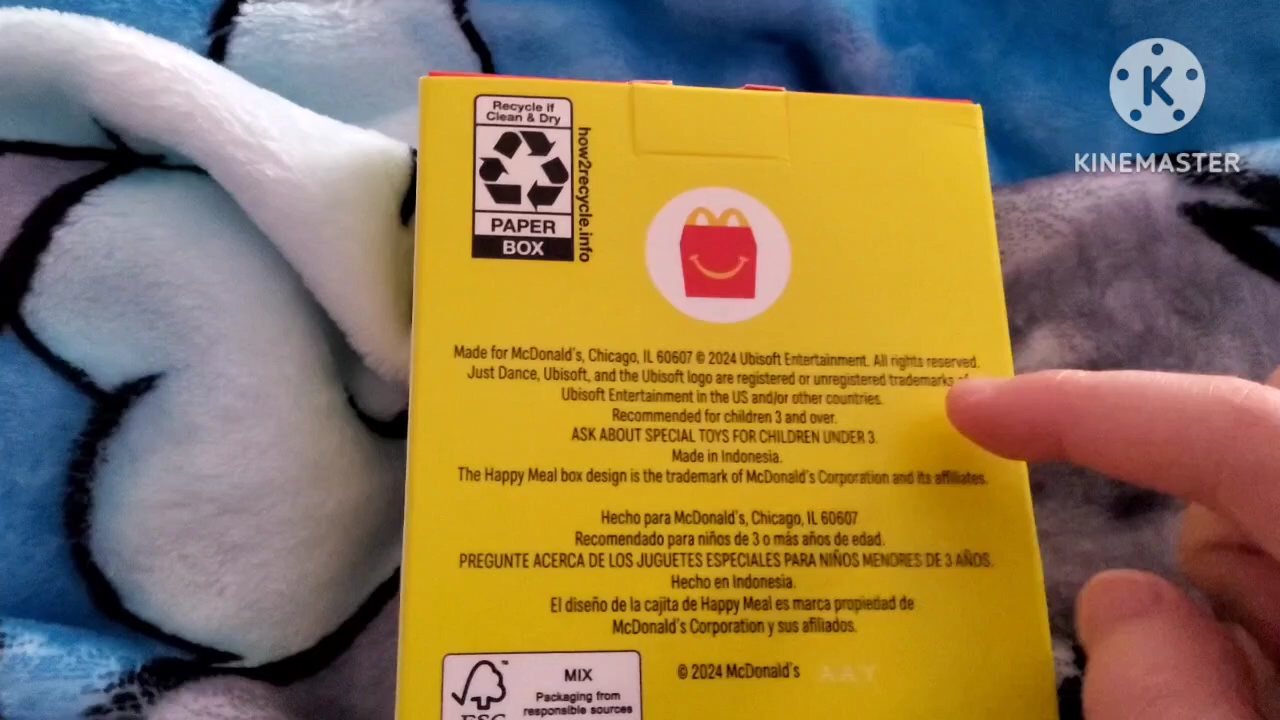 Recycle if
Clean & Dry
PAPER
BOX
how2recycle.info
K
KINEMASTER
Made for McDonald's, Chicago, IL 60607 © 2024 Ubisoft Entertainment. All rights reserved.
Just Dance, Ubisoft, and the Ubisoft logo are registered or unregistered trademarks of
Ubisoft Entertainment in the US and/or other countries.
Recommended for children 3 and over.
ASK ABOUT SPECIAL TOYS FOR CHILDREN UNDER 3.
Made in Indonesia.
The Happy Meal box design is the trademark of McDonald's Corporation and its affiliates.
Hecho para McDonald's, Chicago, IL 60607
Recomendado para niños de 3 o más años de edad.
PREGUNTE ACERCA DE LOS JUGUETES ESPECIALES PARA NIÑOS MENORES DE 3 AÑOS.
Hecho en Indonesia.
El diseño de la cajita de Happy Meal es marca propiedad de
McDonald's Corporation y sus afiliados.
© 2024 McDonald's
FSC
MIX
Packaging from
responsible sources